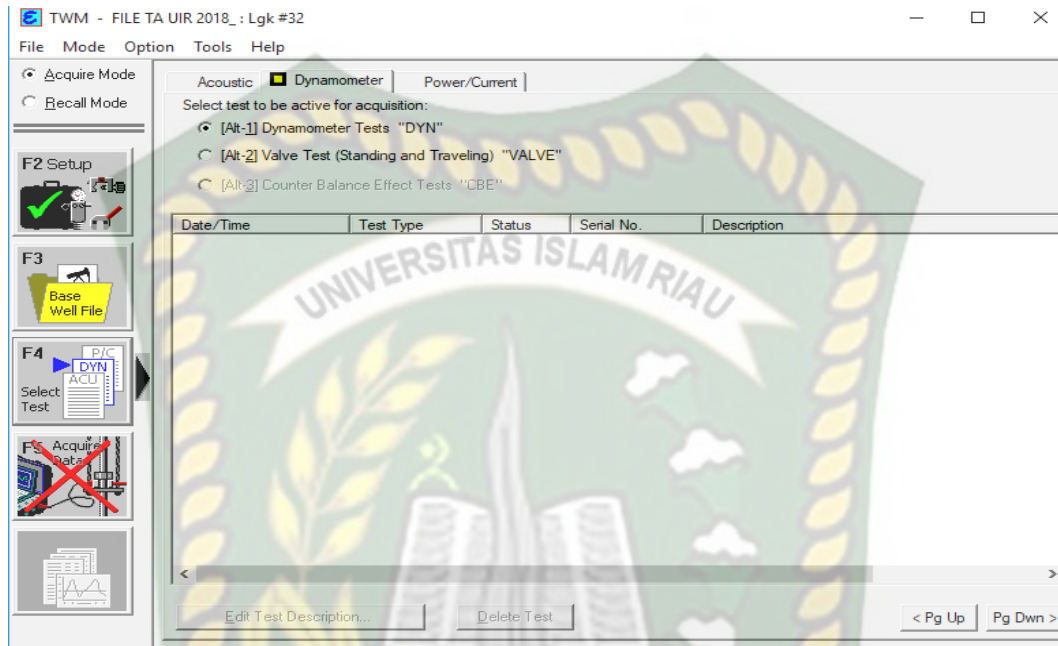 TWM - FILE TA UIR 2018_ : Lgk #32
File Mode Option Tools Help
Acquire Mode
Recall Mode
F2 Setup
F3
Base
Well File
F4
P/C
DYN
ACU
Select
Test
F5 Acquire
Data
Acoustic Dynamometer Power/Current
Select test to be active for acquisition:
[Alt-1] Dynamometer Tests "DYN"
[Alt-2] Valve Test (Standing and Traveling) "VALVE"
[Alt-3] Counter Balance Effect Tests "CBE"
Date/Time Test Type Status Serial No. Description
UNIVERSITAS ISLAM RIAU
Edit Test Description... Delete Test < Pg Up Pg Dwn >